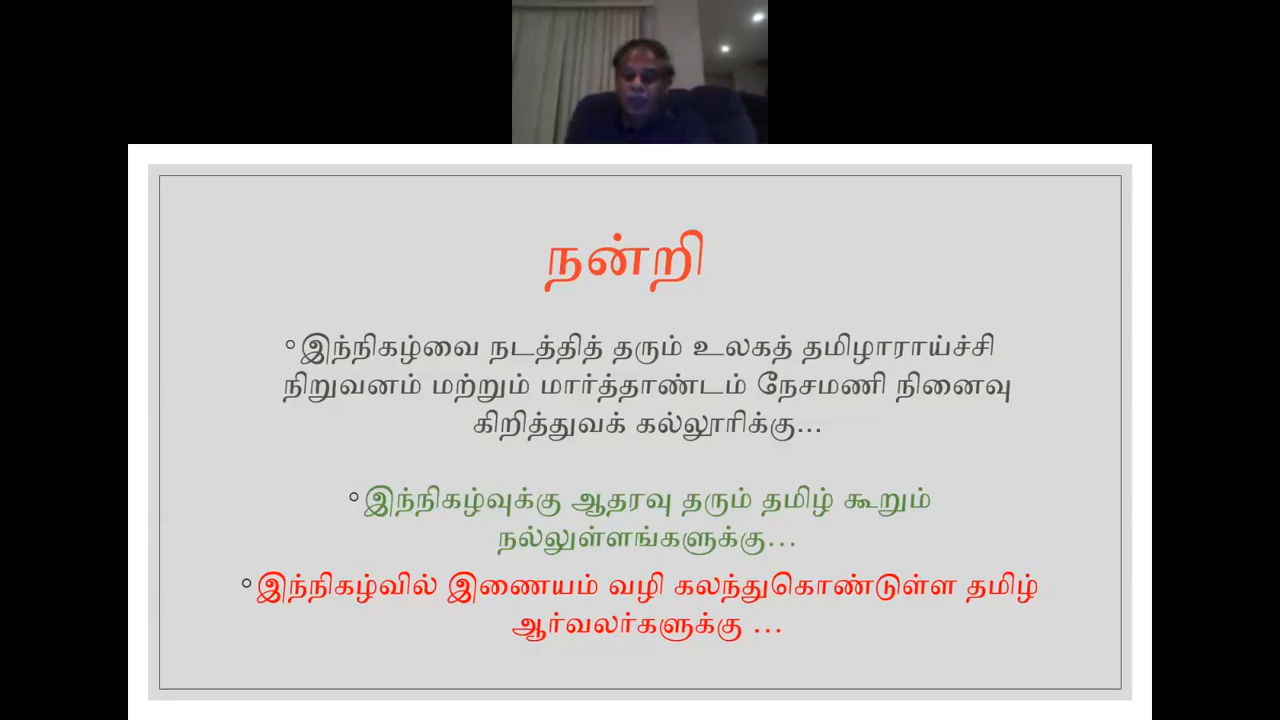 நன்றி
°இந்நிகழ்வை நடத்தித் தரும் உலகத் தமிழாராய்ச்சி
நிறுவனம் மற்றும் மார்த்தாண்டம் நேசமணி நினைவு
கிறித்துவக் கல்லூரிக்கு...
°இந்நிகழ்வுக்கு ஆதரவு தரும் தமிழ் கூறும்
நல்லுள்ளங்களுக்கு...
°இந்நிகழ்வில் இணையம் வழி கலந்துகொண்டுள்ள தமிழ்
ஆர்வலர்களுக்கு ...